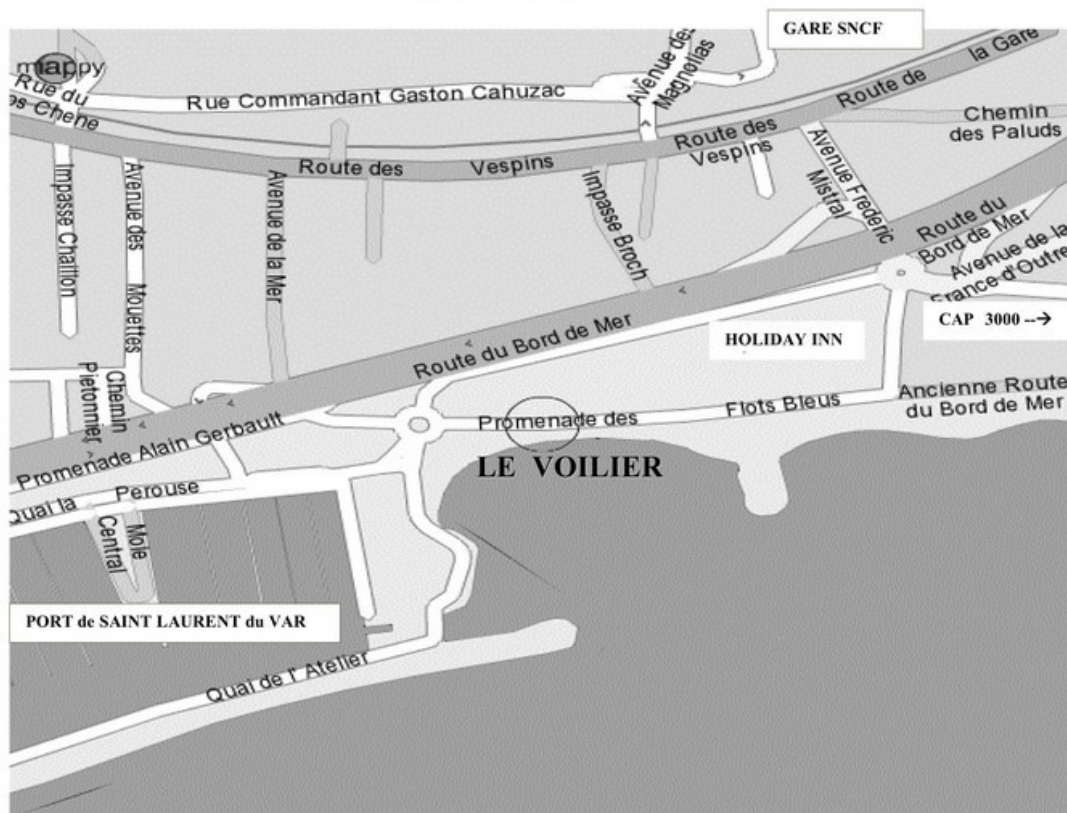 GARE SNCF
mappy
Rue du
os Chene
Rue Commandant Gaston Cahuzac
Avenue des
Magnolias
Route de la Gare
Chemin
des Paluds
Route des Vespins
Route des
Vespins
Impasse Chaillon
Avenue des Mouettes
Avenue de la Mer
Impasse Broch
Avenue Frederic
Mistral
Route du
Bord de Mer
Avenue de la
France d'Outre
CAP 3000 -->
HOLIDAY INN
Route du Bord de Mer
Chemin
Pietonnier
Promenade Alain Gerbault
Promenade des Flots Bleus
Ancienne Route
du Bord de Mer
LE VOILIER
Quai la Perouse
Mole
Central
PORT de SAINT LAURENT du VAR
Quai de l' Atelier